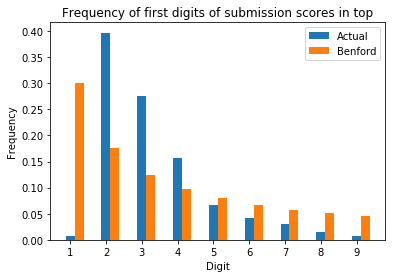 Frequency of first digits of submission scores in top
Actual
Benford
0.40
0.35
0.30
0.25
0.20
0.15
0.10
0.05
0.00
Frequency
1 2 3 4 5 6 7 8 9
Digit